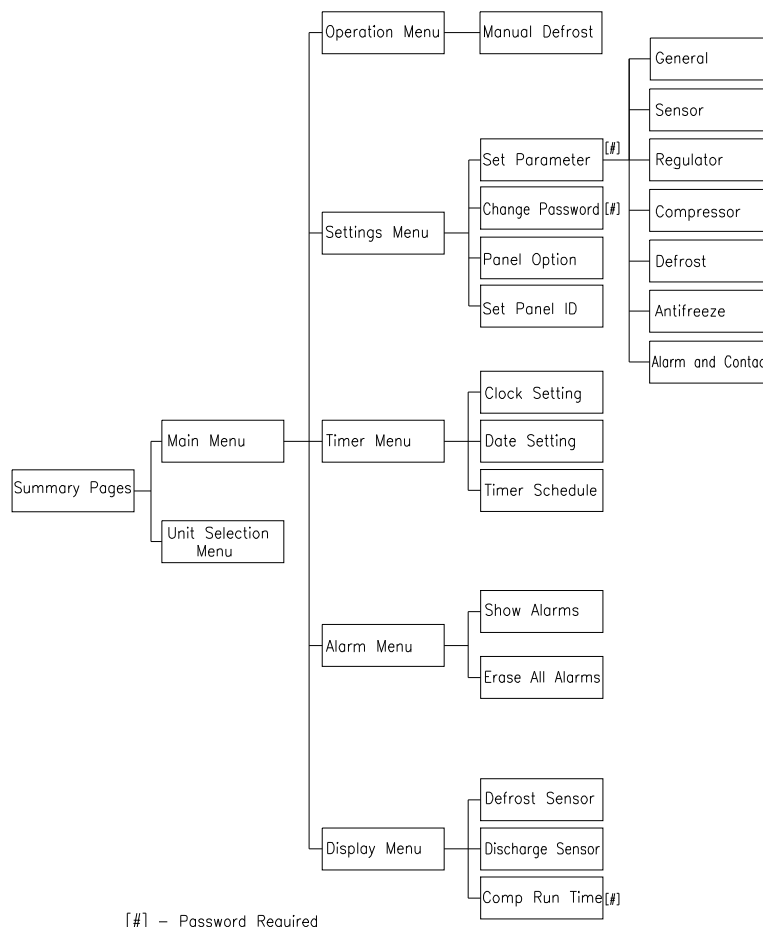 Operation Menu
Manual Defrost
General
Sensor
Set Parameter
[#]
Regulator
Change Password
[#]
Compressor
Settings Menu
Panel Option
Defrost
Set Panel ID
Antifreeze
Alarm and Contac
Clock Setting
Main Menu
Timer Menu
Date Setting
Summary Pages
Timer Schedule
Unit Selection
Menu
Show Alarms
Alarm Menu
Erase All Alarms
Defrost Sensor
Display Menu
Discharge Sensor
Comp Run Time
[#]
[#] – Password Required